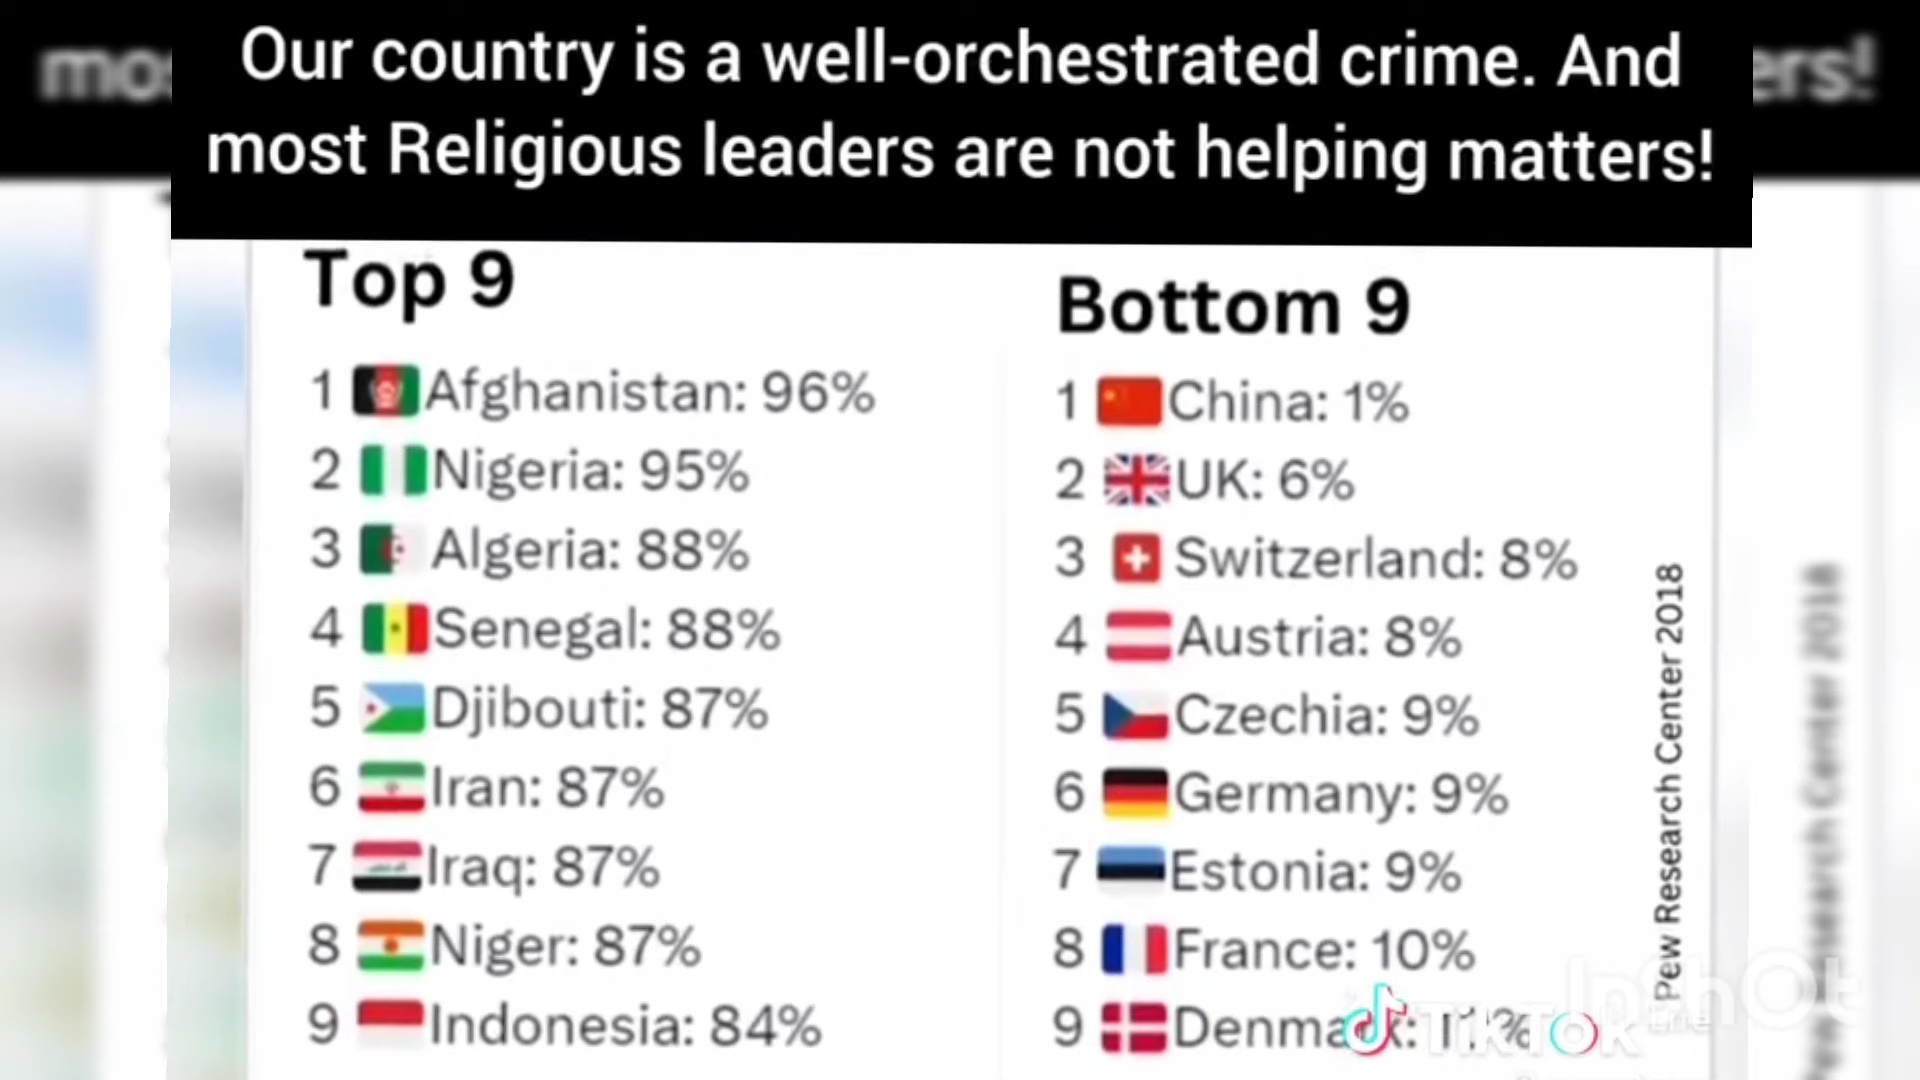 Our country is a well-orchestrated crime. And
most Religious leaders are not helping matters!
Top 9
1 Afghanistan: 96%
2 Nigeria: 95%
3 Algeria: 88%
4 Senegal: 88%
5 Djibouti: 87%
6 Iran: 87%
7 Iraq: 87%
8 Niger: 87%
9 Indonesia: 84%
Bottom 9
1 China: 1%
2 UK: 6%
3 Switzerland: 8%
4 Austria: 8%
5 Czechia: 9%
6 Germany: 9%
7 Estonia: 9%
8 France: 10%
9 Denmark:
Pew Research Center 2018
TikTok
InShot